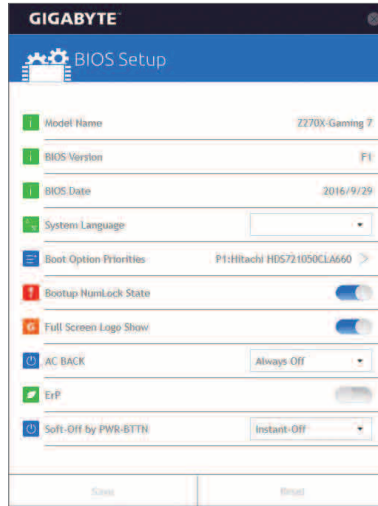 GIGABYTE™
BIOS Setup
Model Name Z270X-Gaming 7
BIOS Version F1
BIOS Date 2016/9/29
System Language
Boot Option Priorities P1:Hitachi HDS721050CLA660 >
Bootup NumLock State
Full Screen Logo Show
AC BACK Always Off
ErP
Soft-Off by PWR-BTTN Instant-Off
Save Reset